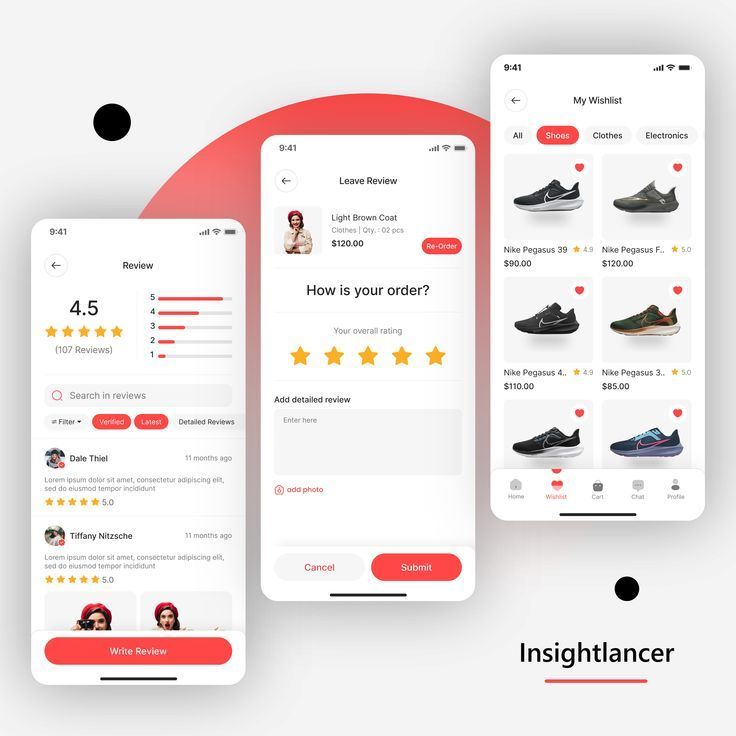 9:41
Review
4.5
(107 Reviews)
5
4
3
2
1
Search in reviews
Filter
Verified
Latest
Detailed Reviews
Dale Thiel
11 months ago
Lorem ipsum dolor sit amet, consectetur adipiscing elit,
sed do eiusmod tempor incididunt
5.0
Tiffany Nitzsche
11 months ago
Lorem ipsum dolor sit amet, consectetur adipiscing elit,
sed do eiusmod tempor incididunt
5.0
Write Review
9:41
Leave Review
Light Brown Coat
Clothes | Qty. : 02 pcs
$120.00
Re-Order
How is your order?
Your overall rating
Add detailed review
Enter here
add photo
Cancel
Submit
9:41
My Wishlist
All
Shoes
Clothes
Electronics
Nike Pegasus 39 4.9
$90.00
Nike Pegasus F.. 5.0
$120.00
Nike Pegasus 4.. 4.9
$110.00
Nike Pegasus 3.. 5.0
$85.00
Home
Wishlist
Cart
Chat
Profile
Insightlancer